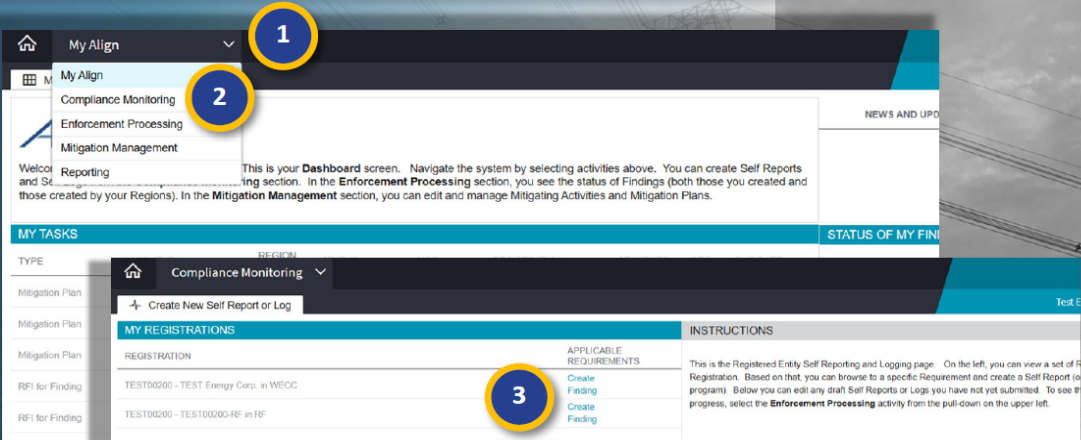 My Align
1
My Align
Compliance Monitoring
2
Enforcement Processing
Mitigation Management
Reporting
NEWS AND UPD
Welcom This is your Dashboard screen. Navigate the system by selecting activities above. You can create Self Reports
and Se ing section. In the Enforcement Processing section, you see the status of Findings (both those you created and
those created by your Regions). In the Mitigation Management section, you can edit and manage Mitigating Activities and Mitigation Plans.
MY TASKS
STATUS OF MY FIN
TYPE
REGION
Mitigation Plan
Mitigation Plan
Mitigation Plan
RFI for Finding
RFI for Finding
Compliance Monitoring
Create New Self Report or Log
Test E
MY REGISTRATIONS
REGISTRATION
APPLICABLE
REQUIREMENTS
TEST00200 - TEST Energy Corp. in WECC
Create
Finding
3
TEST00200 - TEST00200-RF in RF
Create
Finding
INSTRUCTIONS
This is the Registered Entity Self Reporting and Logging page. On the left, you can view a set of R
Registration. Based on that, you can browse to a specific Requirement and create a Self Report (o
program). Below you can edit any draft Self Reports or Logs you have not yet submitted. To see th
progress, select the Enforcement Processing activity from the pull-down on the upper left.